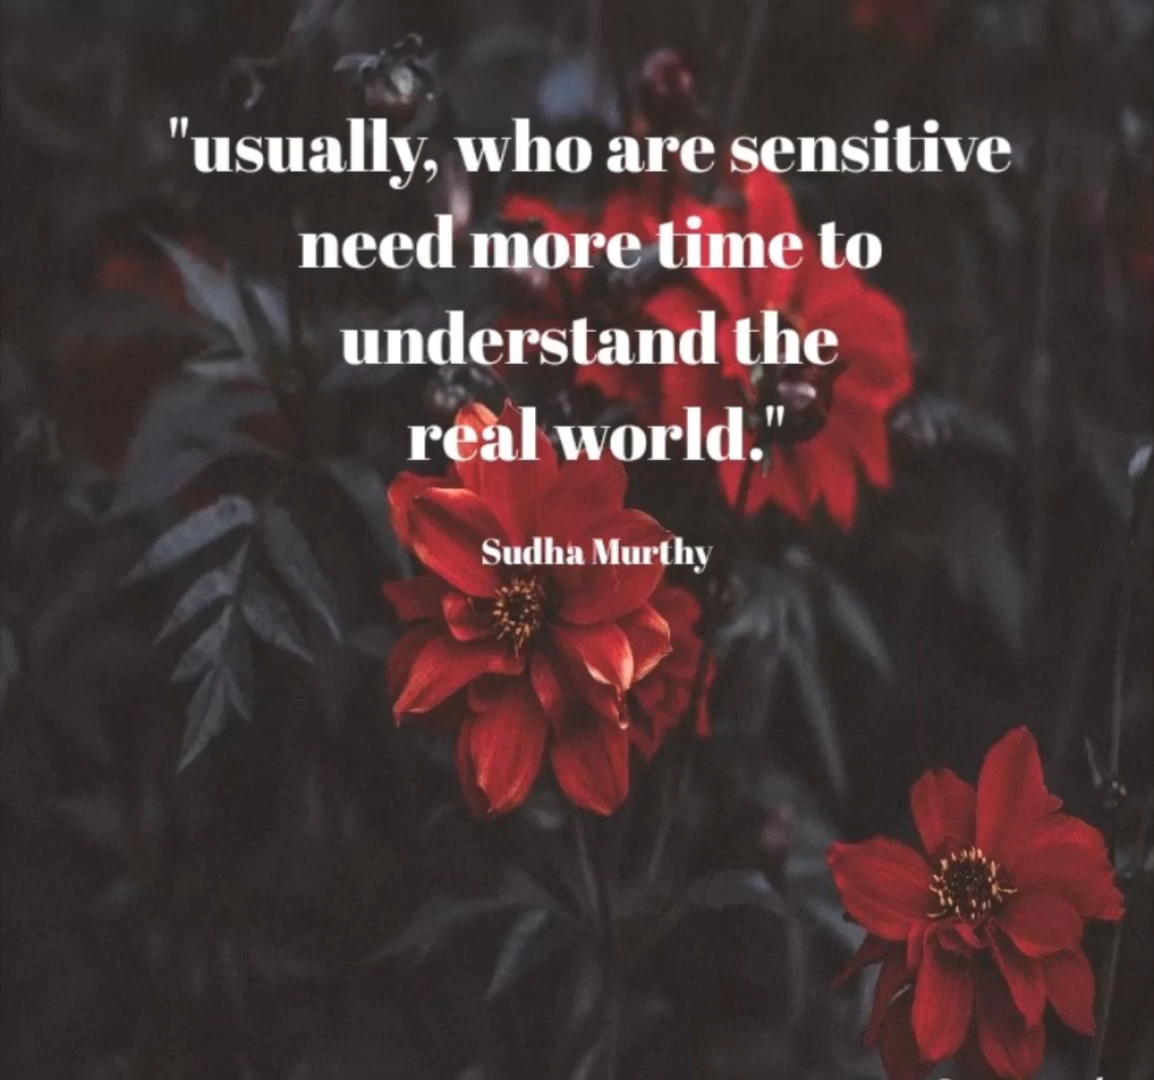 "usually, who are sensitive
need more time to
understand the
real world."
Sudha Murthy